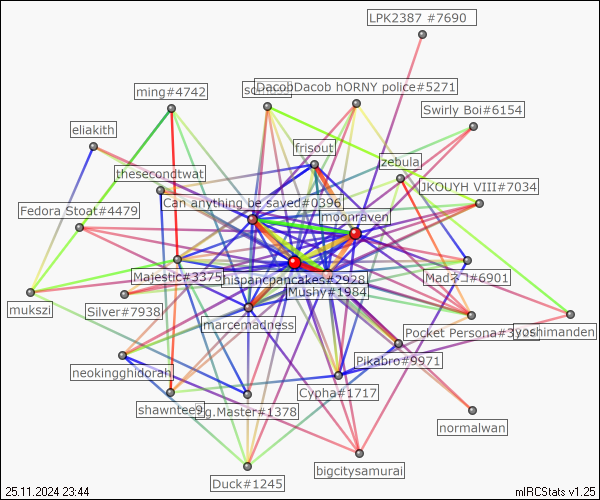 LPK2387 #7690
DacobDacob hORNY police#5271
ming#4742
Swirly Boi#6154
eliakith
frisout
zebula
thesecondtwat
JKOUYH VIII#7034
Can anything be saved#0396
Fedora Stoat#4479
moonraven
Majestic#3375
hispancpancakes#2928
Madネコ#6901
Mushy#1984
mukszi
Silver#7938
marcemadness
Pocket Persona#3
yoshimanden
Pikabro#9971
neokingghidorah
Cypha#1717
shawntee9
g.Master#1378
normalwan
bigcitysamurai
Duck#1245
25.11.2024 23:44
mIRCStats v1.25